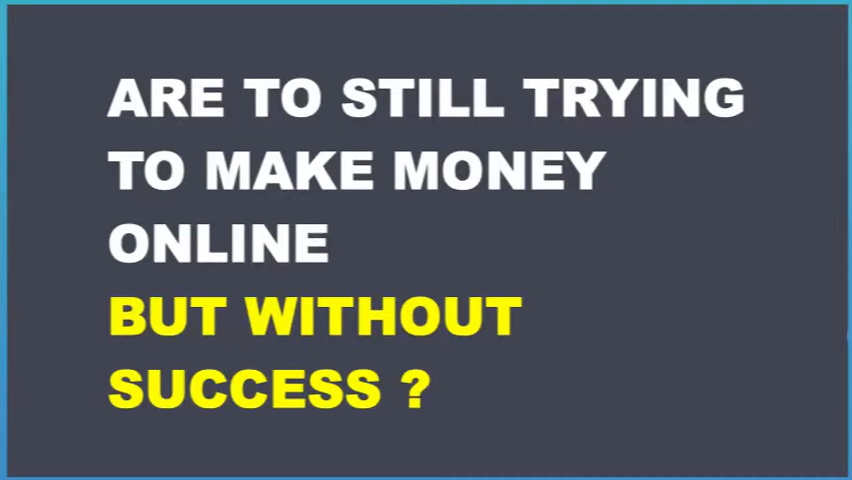 ARE TO STILL TRYING
TO MAKE MONEY
ONLINE
BUT WITHOUT
SUCCESS ?